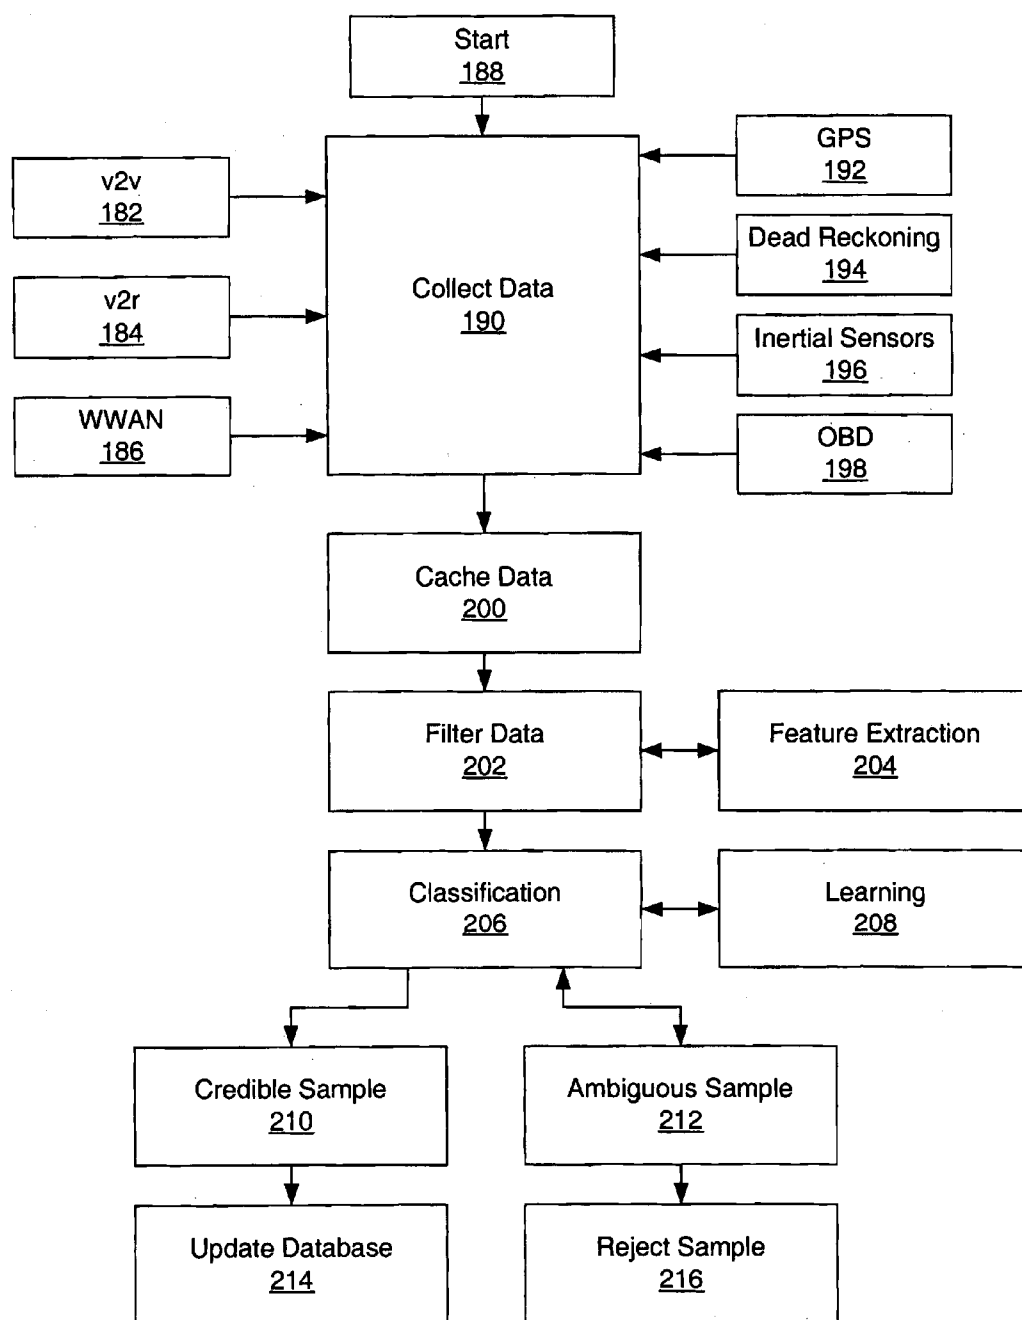 Start
188
v2v
182
v2r
184
WWAN
186
Collect Data
190
GPS
192
Dead Reckoning
194
Inertial Sensors
196
OBD
198
Cache Data
200
Filter Data
202
Feature Extraction
204
Classification
206
Learning
208
Credible Sample
210
Ambiguous Sample
212
Update Database
214
Reject Sample
216